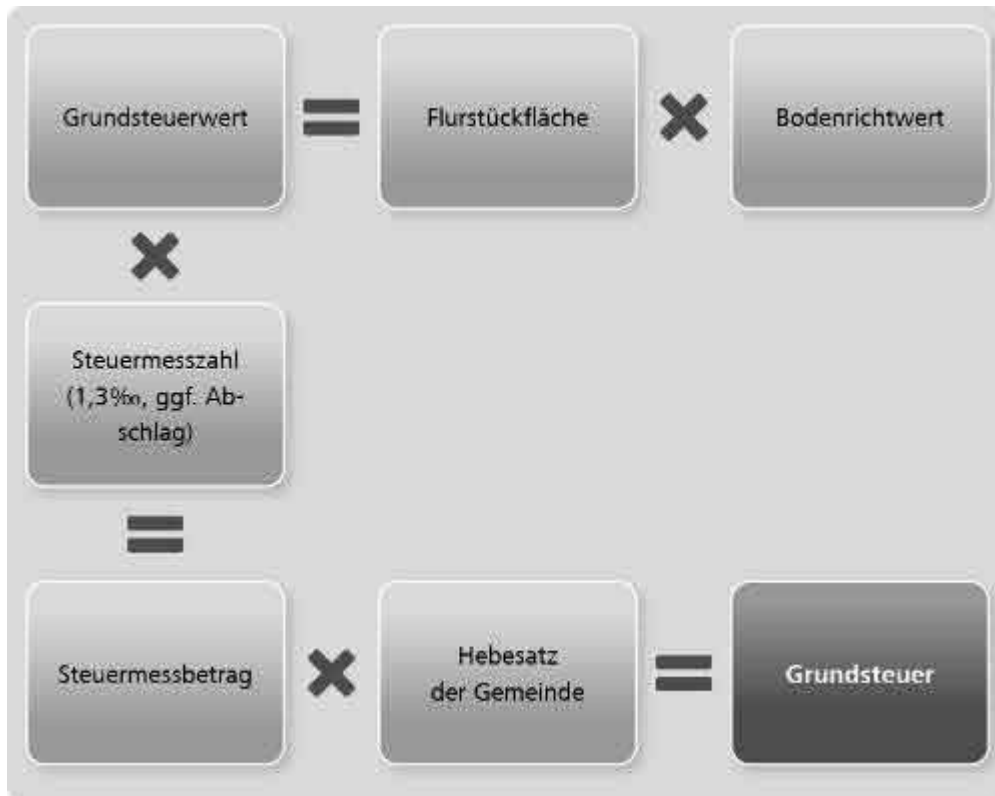 Grundsteuerwert = Flurstückfläche × Bodenrichtwert
×
Steuermesszahl
(1,3‰, ggf. Ab-
schlag)
=
Steuermessbetrag × Hebesatz
der Gemeinde = Grundsteuer